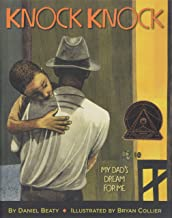 KNOCK KNOCK
MY DAD'S
DREAM FOR ME
BY DANIEL BEATY • ILLUSTRATED BY BRYAN COLLIER